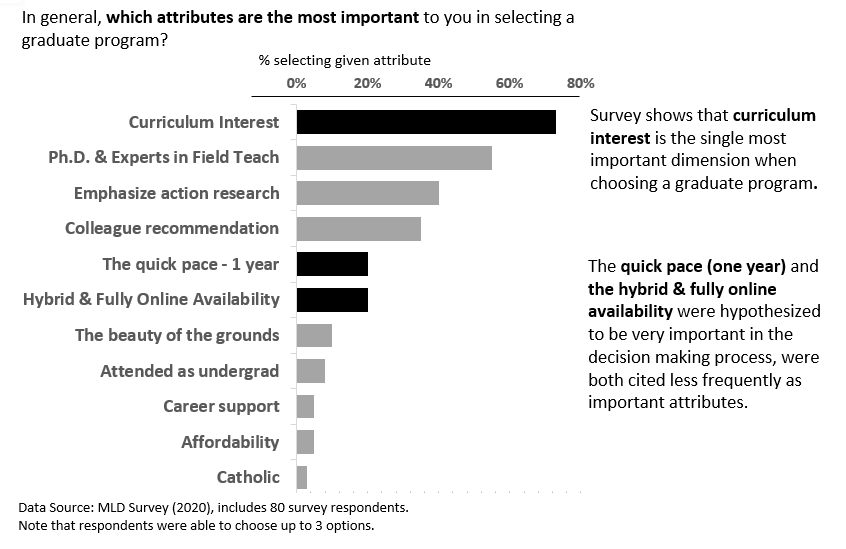 In general, which attributes are the most important to you in selecting a
graduate program?
% selecting given attribute
0% 20% 40% 60% 80%
Curriculum Interest
Ph.D. & Experts in Field Teach
Emphasize action research
Colleague recommendation
The quick pace - 1 year
Hybrid & Fully Online Availability
The beauty of the grounds
Attended as undergrad
Career support
Affordability
Catholic
Survey shows that curriculum
interest is the single most
important dimension when
choosing a graduate program.
The quick pace (one year) and
the hybrid & fully online
availability were hypothesized
to be very important in the
decision making process, were
both cited less frequently as
important attributes.
Data Source: MLD Survey (2020), includes 80 survey respondents.
Note that respondents were able to choose up to 3 options.